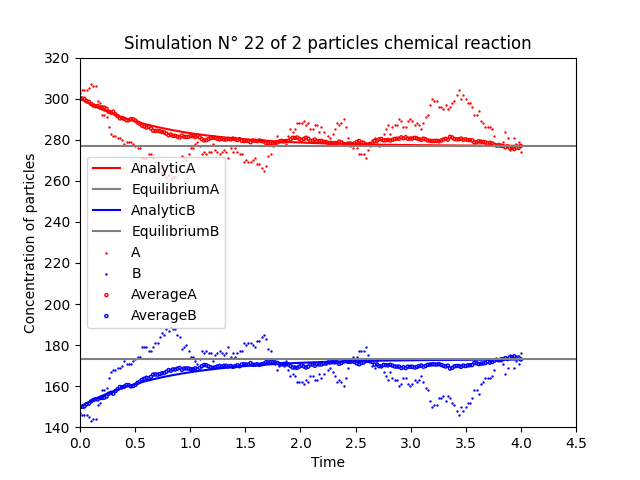 Simulation N° 22 of 2 particles chemical reaction
Concentration of particles
320
300
280
260
240
220
200
180
160
140
AnalyticA
EquilibriumA
AnalyticB
EquilibriumB
A
B
AverageA
AverageB
0.0 0.5 1.0 1.5 2.0 2.5 3.0 3.5 4.0 4.5
Time